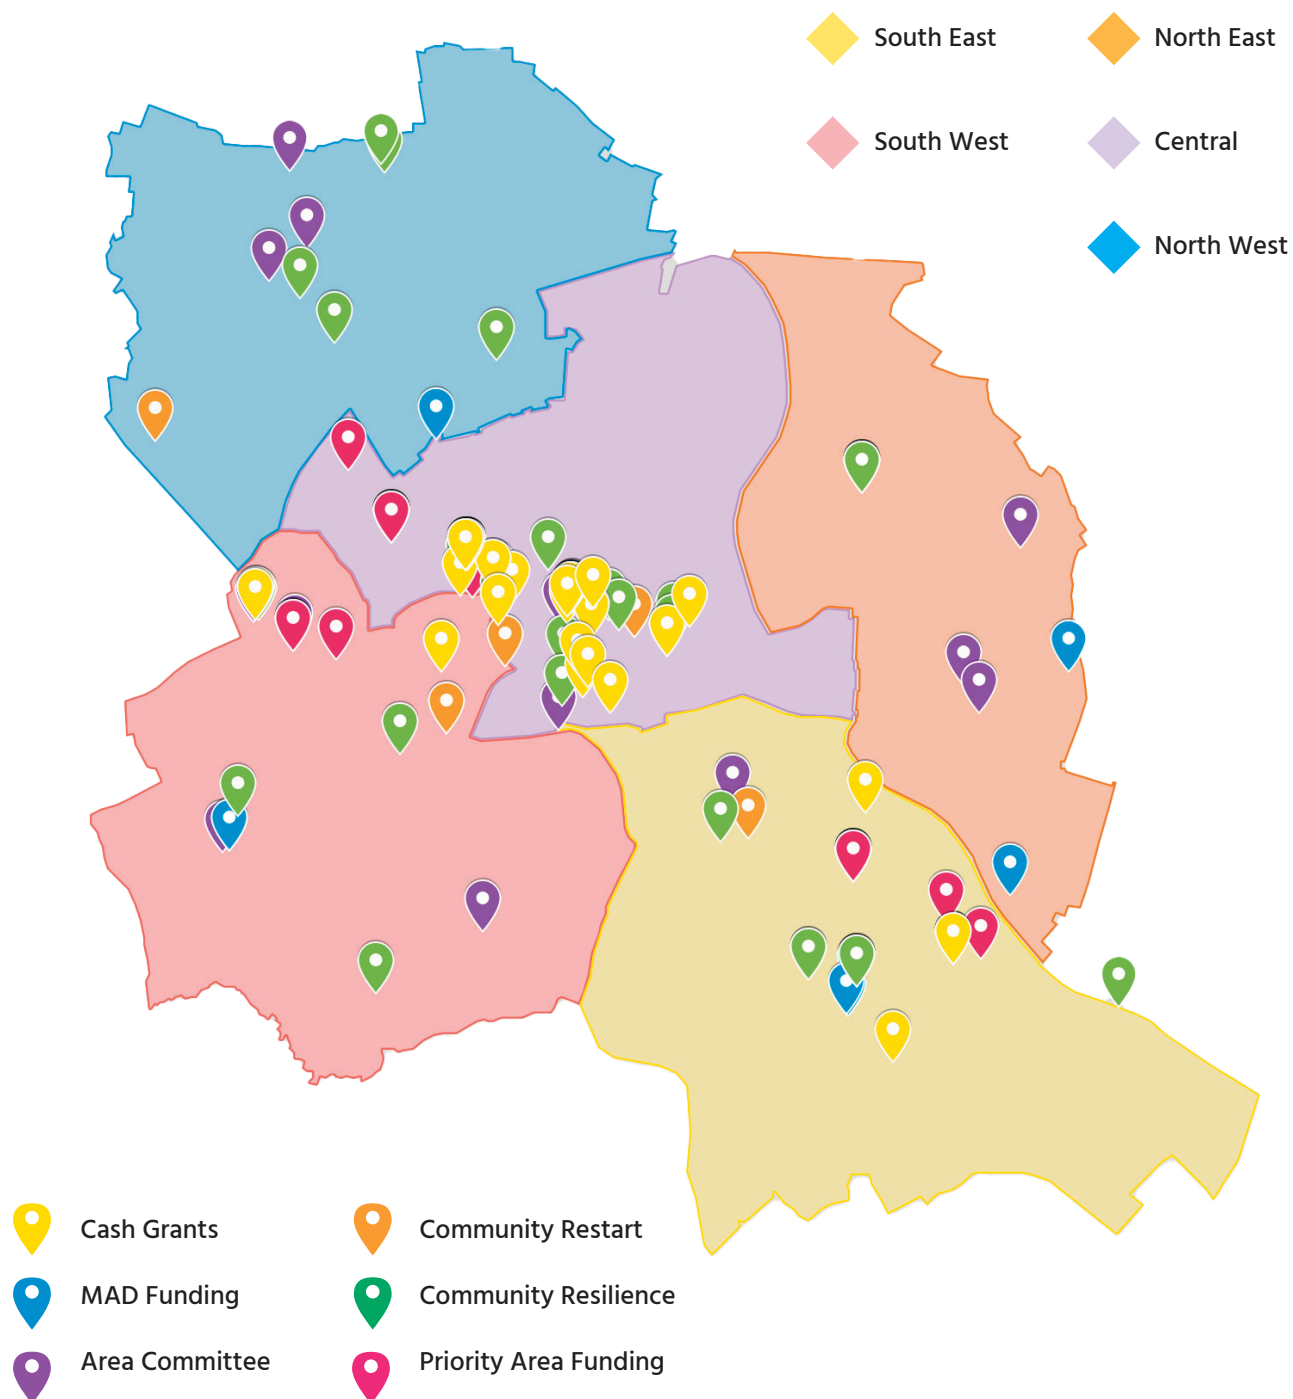 South East
North East
South West
Central
North West
Cash Grants
Community Restart
MAD Funding
Community Resilience
Area Committee
Priority Area Funding